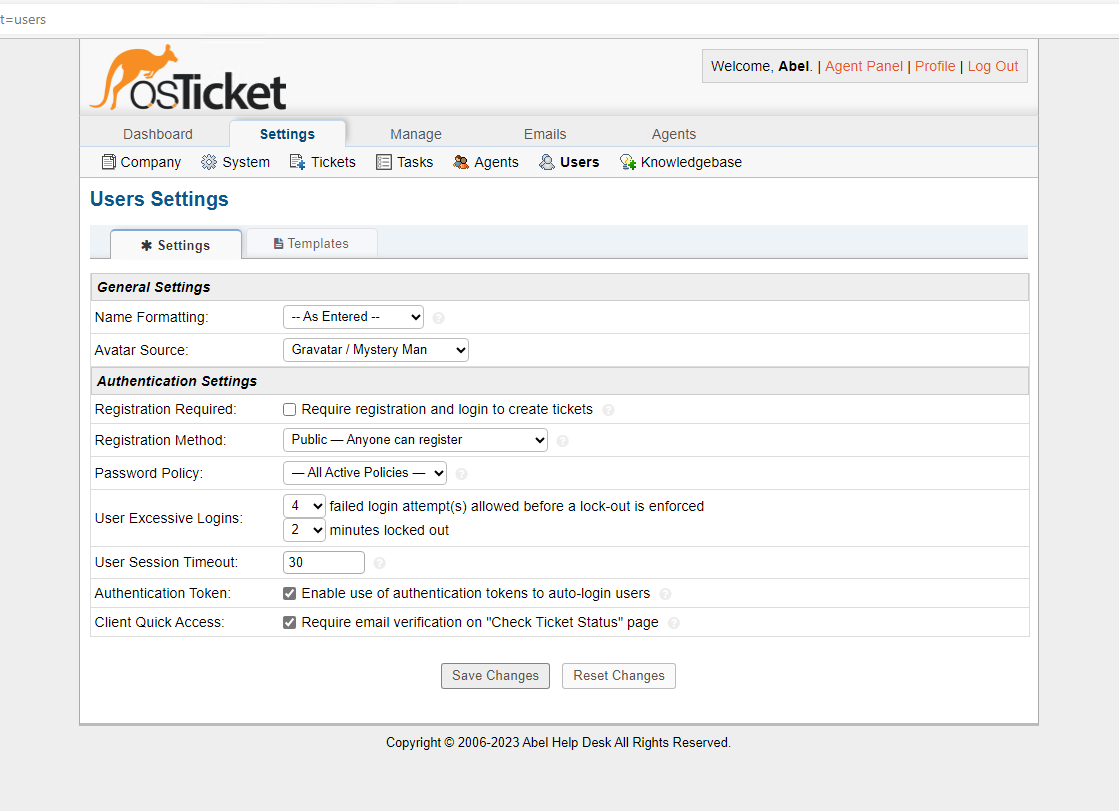 t=users
osTicket
Welcome, Abel. | Agent Panel | Profile | Log Out
Dashboard Settings Manage Emails Agents
Company System Tickets Tasks Agents Users Knowledgebase
Users Settings
Settings Templates
General Settings
Name Formatting: -- As Entered --
Avatar Source: Gravatar / Mystery Man
Authentication Settings
Registration Required: Require registration and login to create tickets
Registration Method: Public — Anyone can register
Password Policy: — All Active Policies —
User Excessive Logins: 4 failed login attempt(s) allowed before a lock-out is enforced
2 minutes locked out
User Session Timeout: 30
Authentication Token: Enable use of authentication tokens to auto-login users
Client Quick Access: Require email verification on "Check Ticket Status" page
Save Changes Reset Changes
Copyright © 2006-2023 Abel Help Desk All Rights Reserved.